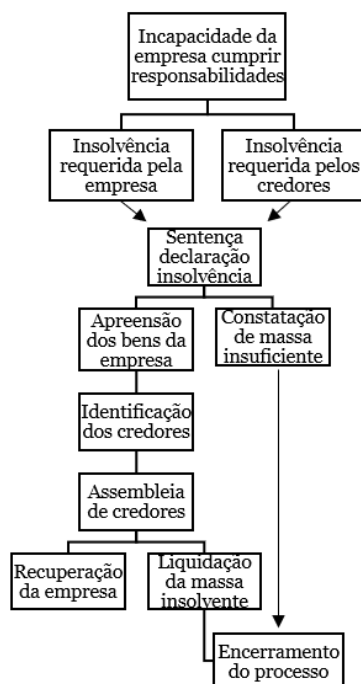 Incapacidade da
empresa cumprir
responsabilidades
Insolvência
requerida pela
empresa
Insolvência
requerida pelos
credores
Sentença
declaração
insolvência
Apreensão
dos bens da
empresa
Constatação
de massa
insuficiente
Identificação
dos credores
Assembleia
de credores
Recuperação
da empresa
Liquidação
da massa
insolvente
Encerramento
do processo